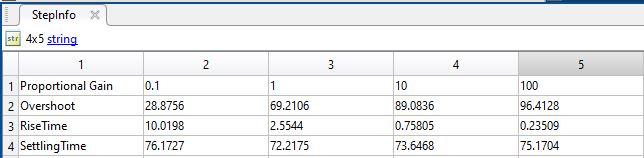 StepInfo
str 4x5 string
1 2 3 4 5
1 Proportional Gain 0.1 1 10 100
2 Overshoot 28.8756 69.2106 89.0836 96.4128
3 RiseTime 10.0198 2.5544 0.75805 0.23509
4 SettlingTime 76.1727 72.2175 73.6468 75.1704